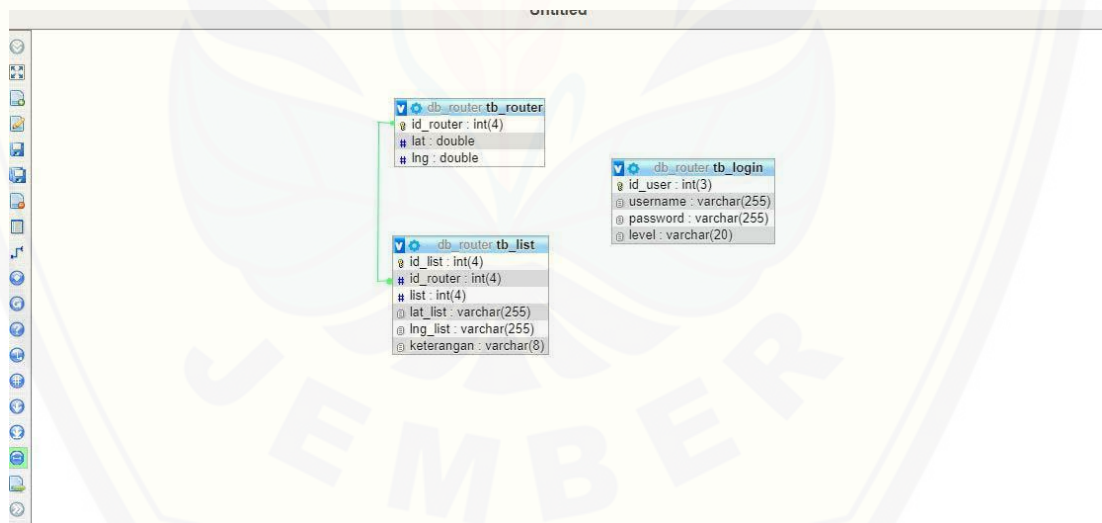 Untitled
db_router tb_router
id_router : int(4)
lat : double
lng : double
db_router tb_login
id_user : int(3)
username : varchar(255)
password : varchar(255)
level : varchar(20)
db_router tb_list
id_list : int(4)
id_router : int(4)
list : int(4)
lat_list : varchar(255)
lng_list : varchar(255)
keterangan : varchar(8)
JEMBER